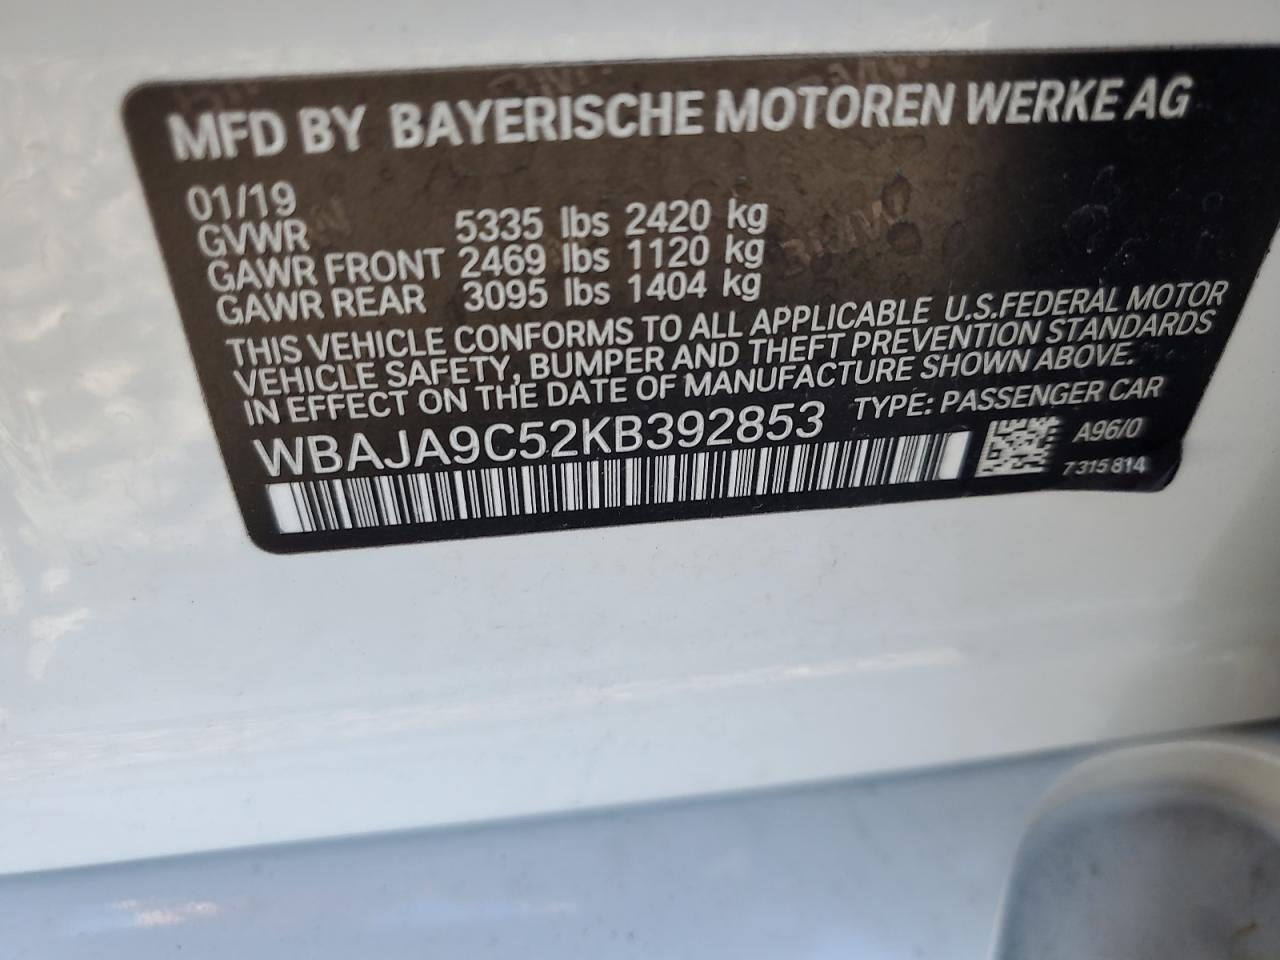 MFD BY BAYERISCHE MOTOREN WERKE AG
01/19
GVWR 5335 lbs 2420 kg
GAWR FRONT 2469 lbs 1120 kg
GAWR REAR 3095 lbs 1404 kg
THIS VEHICLE CONFORMS TO ALL APPLICABLE U.S.FEDERAL MOTOR
VEHICLE SAFETY, BUMPER AND THEFT PREVENTION STANDARDS
IN EFFECT ON THE DATE OF MANUFACTURE SHOWN ABOVE.
WBAJA9C52KB392853 TYPE: PASSENGER CAR
A96/0
7315814